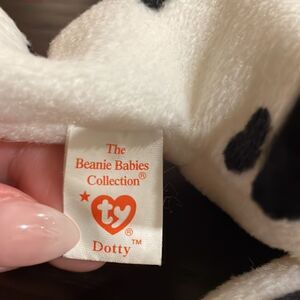 The
Beanie Babies
Collection®
ty
Dotty™